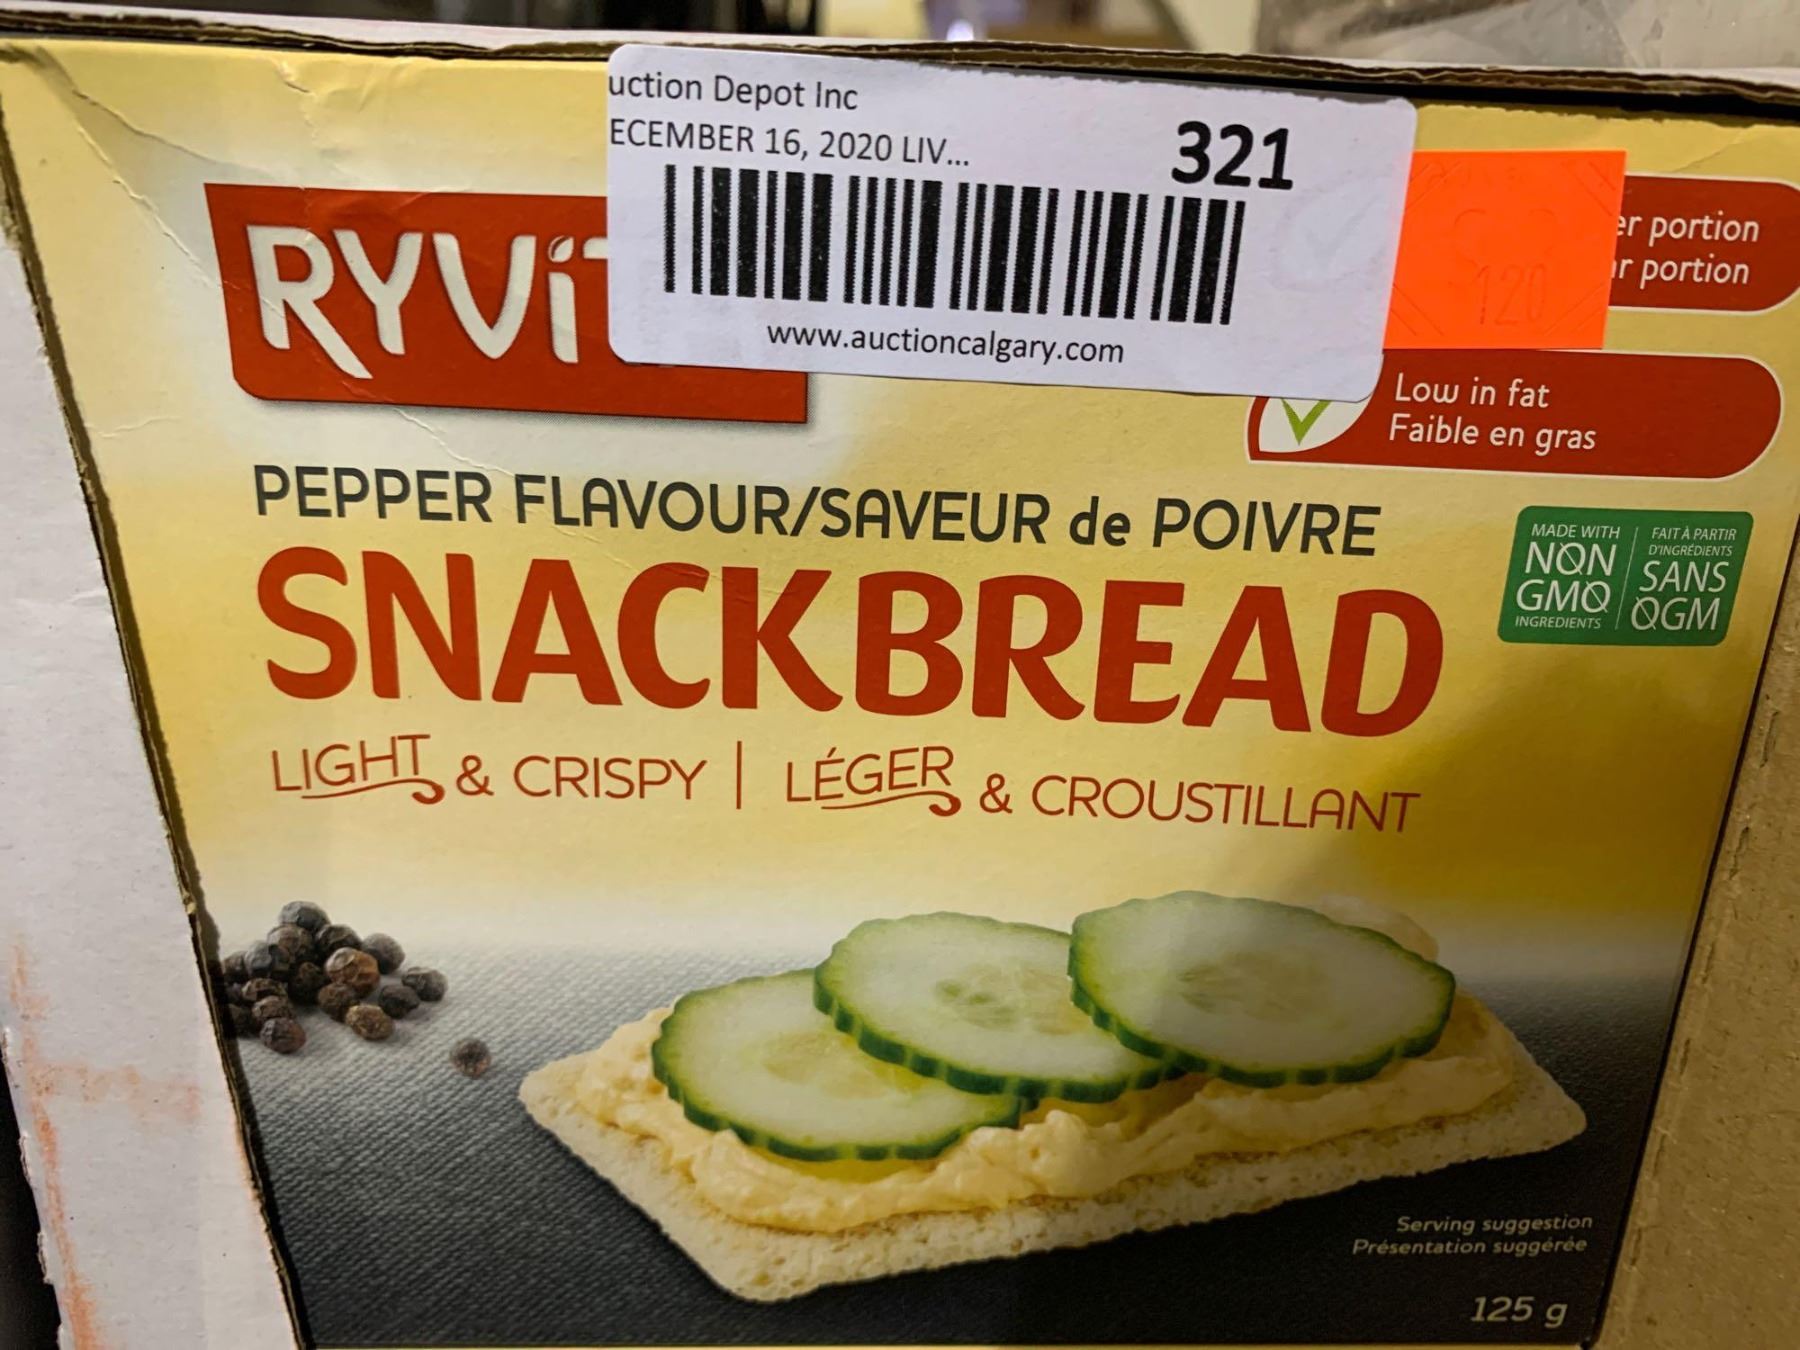 uction Depot Inc
ECEMBER 16, 2020 LIV...
321
www.auctioncalgary.com
120
er portion
r portion
RYVi
Low in fat
Faible en gras
PEPPER FLAVOUR/SAVEUR de POIVRE
SNACKBREAD
LIGHT & CRISPY | LÉGER & CROUSTILLANT
MADE WITH
NON
GMO
INGREDIENTS
FAIT À PARTIR
D'INGRÉDIENTS
SANS
OGM
Serving suggestion
Présentation suggérée
125 g